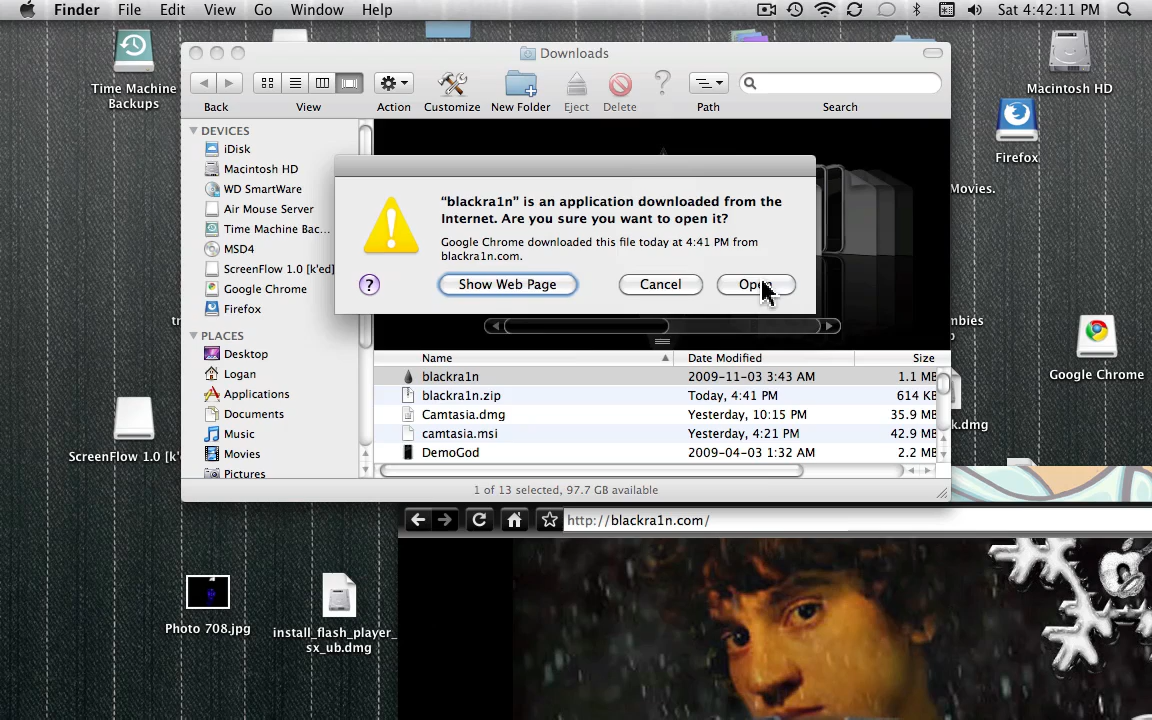 Finder File Edit View Go Window Help Sat 4:42:11 PM
Time Machine
Backups
Macintosh HD
Firefox
Movies.
Downloads
Back View Action Customize New Folder Eject Delete Path Search
DEVICES
iDisk
Macintosh HD
WD SmartWare
Air Mouse Server
Time Machine Bac...
MSD4
ScreenFlow 1.0 [k'ed]
Google Chrome
Firefox
PLACES
Desktop
Logan
Applications
Documents
Music
Movies
Pictures
“blackra1n” is an application downloaded from the
Internet. Are you sure you want to open it?
Google Chrome downloaded this file today at 4:41 PM from
blackra1n.com.
? Show Web Page Cancel Open
Name Date Modified Size
blackra1n 2009-11-03 3:43 AM 1.1 MB
blackra1n.zip Today, 4:41 PM 614 KB
Camtasia.dmg Yesterday, 10:15 PM 35.9 MB
camtasia.msi Yesterday, 4:21 PM 42.9 MB
DemoGod 2009-04-03 1:32 AM 2.2 MB
1 of 13 selected, 97.7 GB available
Google Chrome
k.dmg
ScreenFlow 1.0 [k'
http://blackra1n.com/
Photo 708.jpg
install_flash_player_
sx_ub.dmg